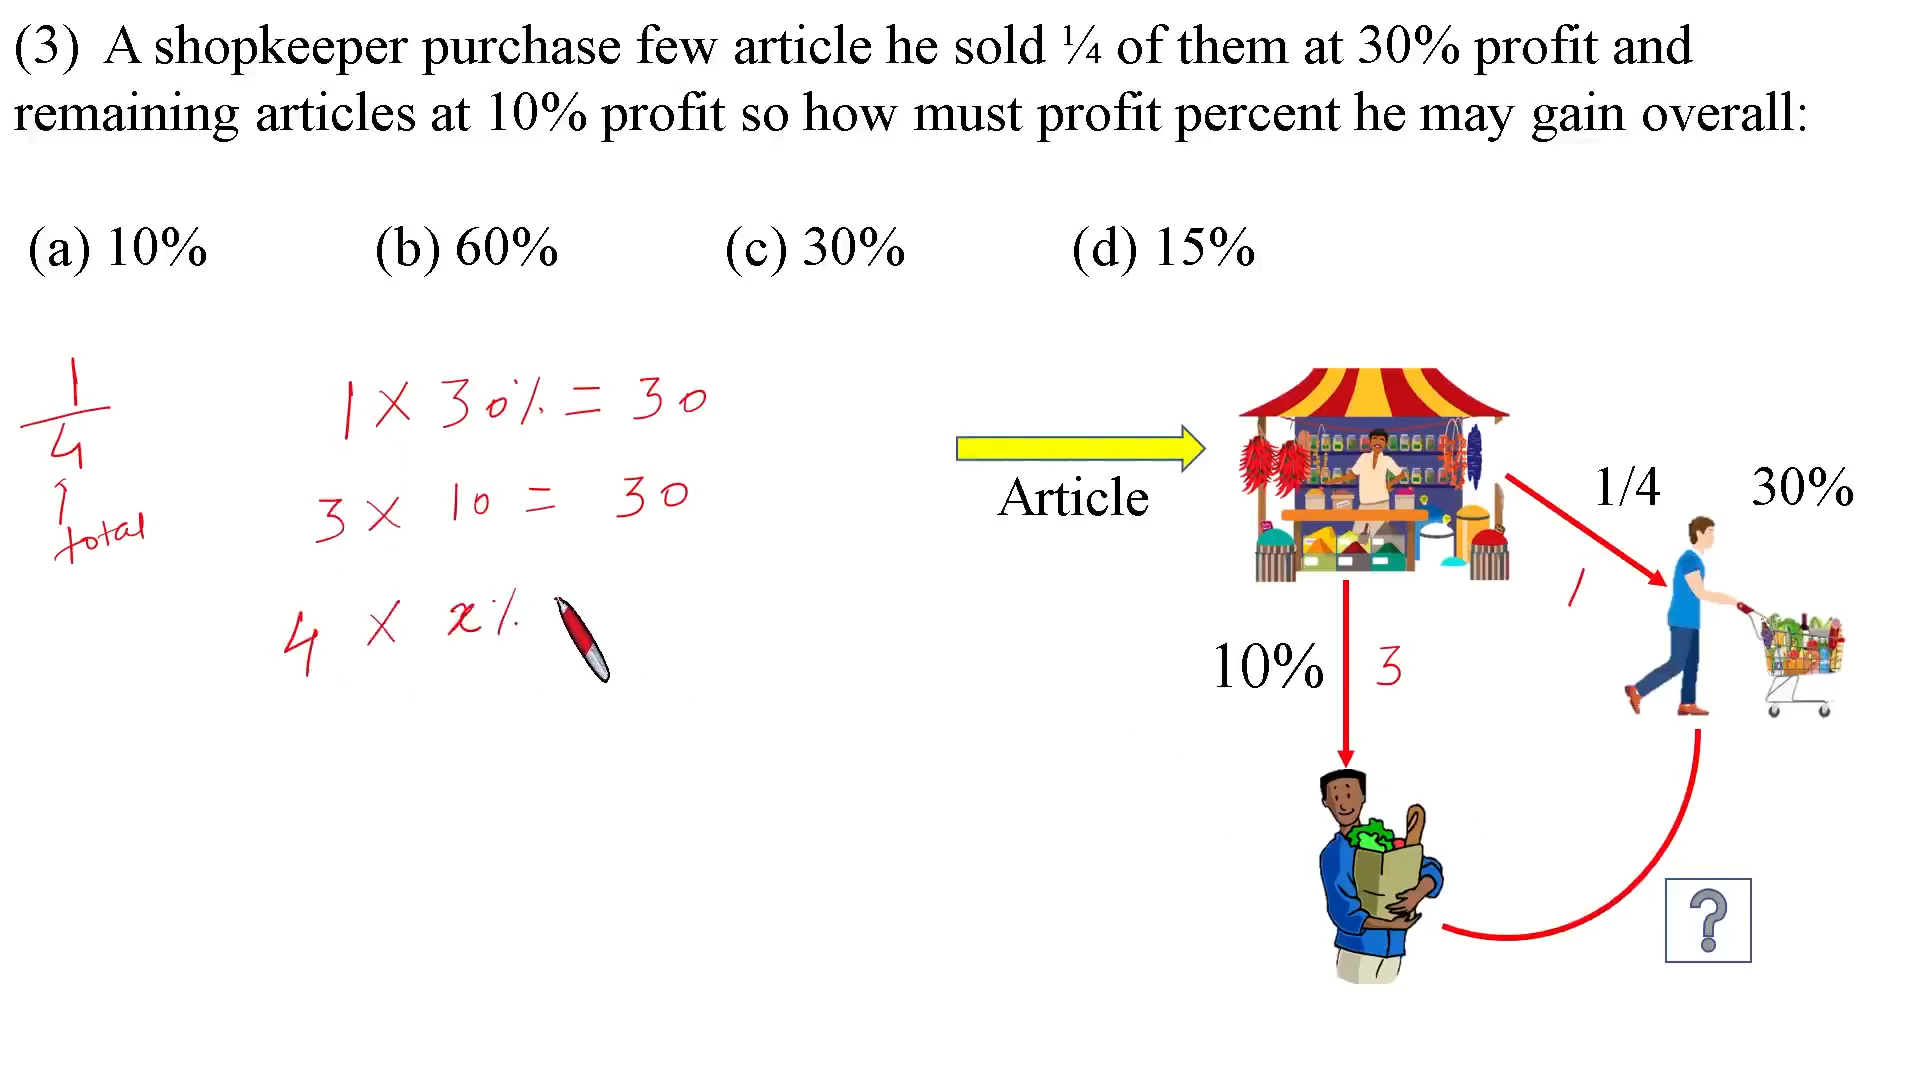 (3) A shopkeeper purchase few article he sold ¼ of them at 30% profit and
remaining articles at 10% profit so how must profit percent he may gain overall:
(a) 10% (b) 60% (c) 30% (d) 15%
1
4
↑
total
1 × 30% = 30
3 × 10 = 30
4 × x%
Article
1/4 30%
1
10% 3
?